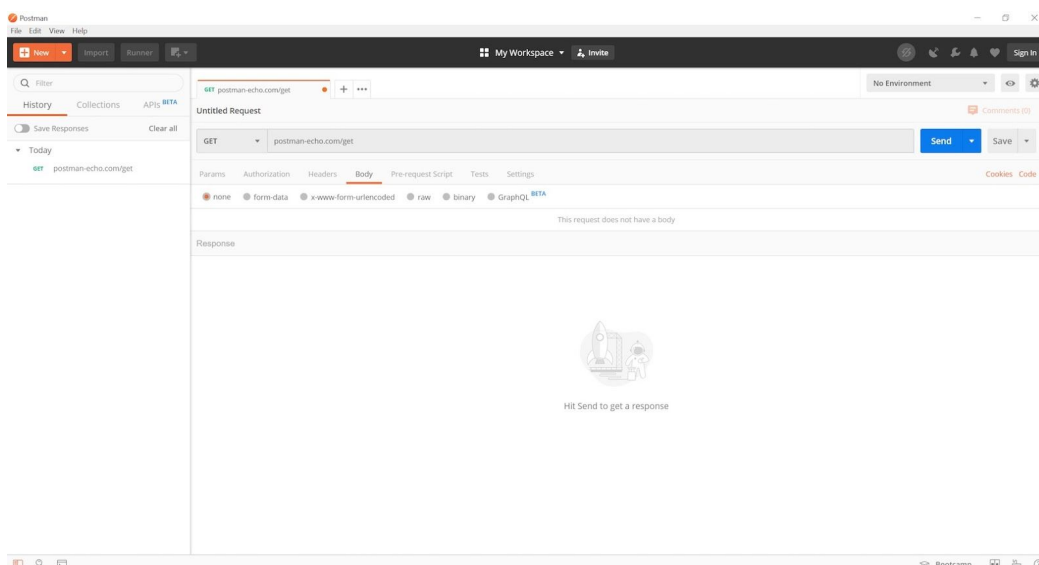 Postman
File Edit View Help
New Import Runner My Workspace Invite Sign In
Filter
History Collections APIs BETA
Save Responses Clear all
Today
GET postman-echo.com/get
GET postman-echo.com/get No Environment
Untitled Request Comments (0)
GET postman-echo.com/get Send Save
Params Authorization Headers Body Pre-request Script Tests Settings Cookies Code
none form-data x-www-form-urlencoded raw binary GraphQL BETA
This request does not have a body
Response
Hit Send to get a response
Bootcamp